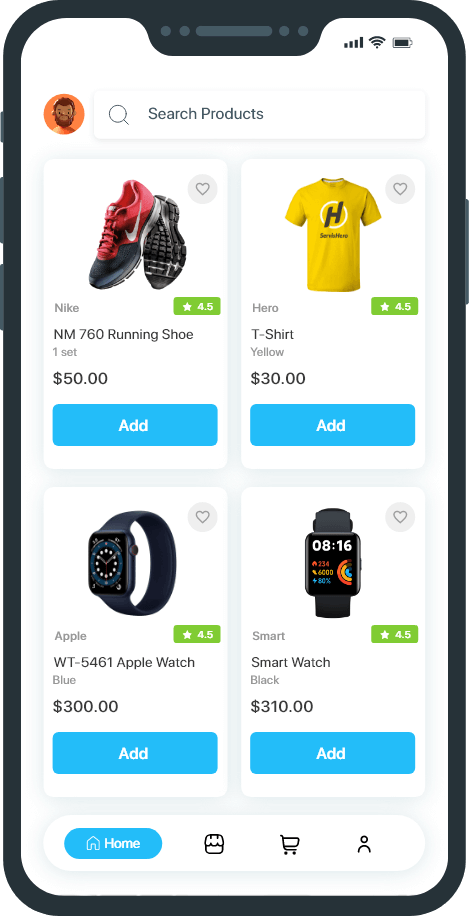 Search Products
H
ServisHero
Nike
4.5
NM 760 Running Shoe
1 set
$50.00
Add
Hero
4.5
T-Shirt
Yellow
$30.00
Add
08:16
234
6000
80%
Apple
4.5
WT-5461 Apple Watch
Blue
$300.00
Add
Smart
4.5
Smart Watch
Black
$310.00
Add
Home